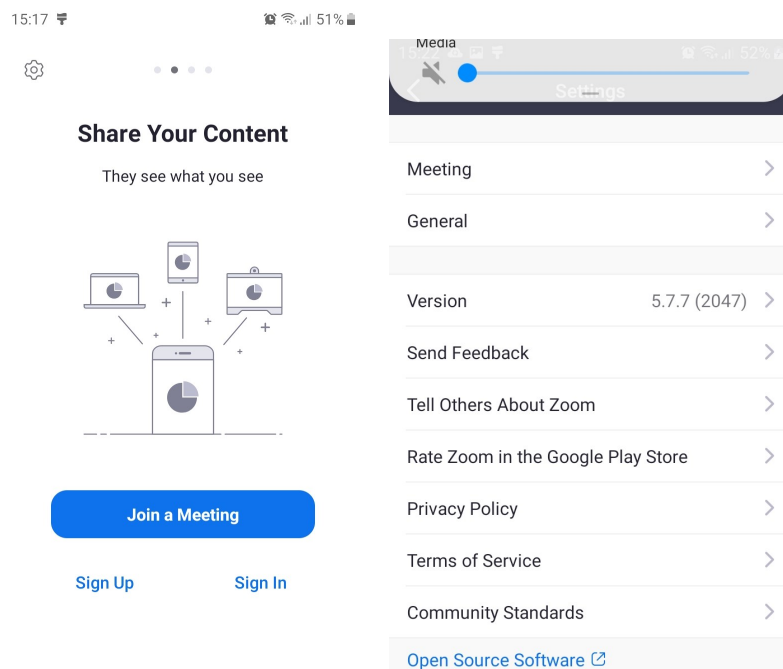 15:17
51%
Share Your Content
They see what you see
Join a Meeting
Sign Up
Sign In
Media
15:22
52%
Settings
Meeting
General
Version
5.7.7 (2047)
Send Feedback
Tell Others About Zoom
Rate Zoom in the Google Play Store
Privacy Policy
Terms of Service
Community Standards
Open Source Software